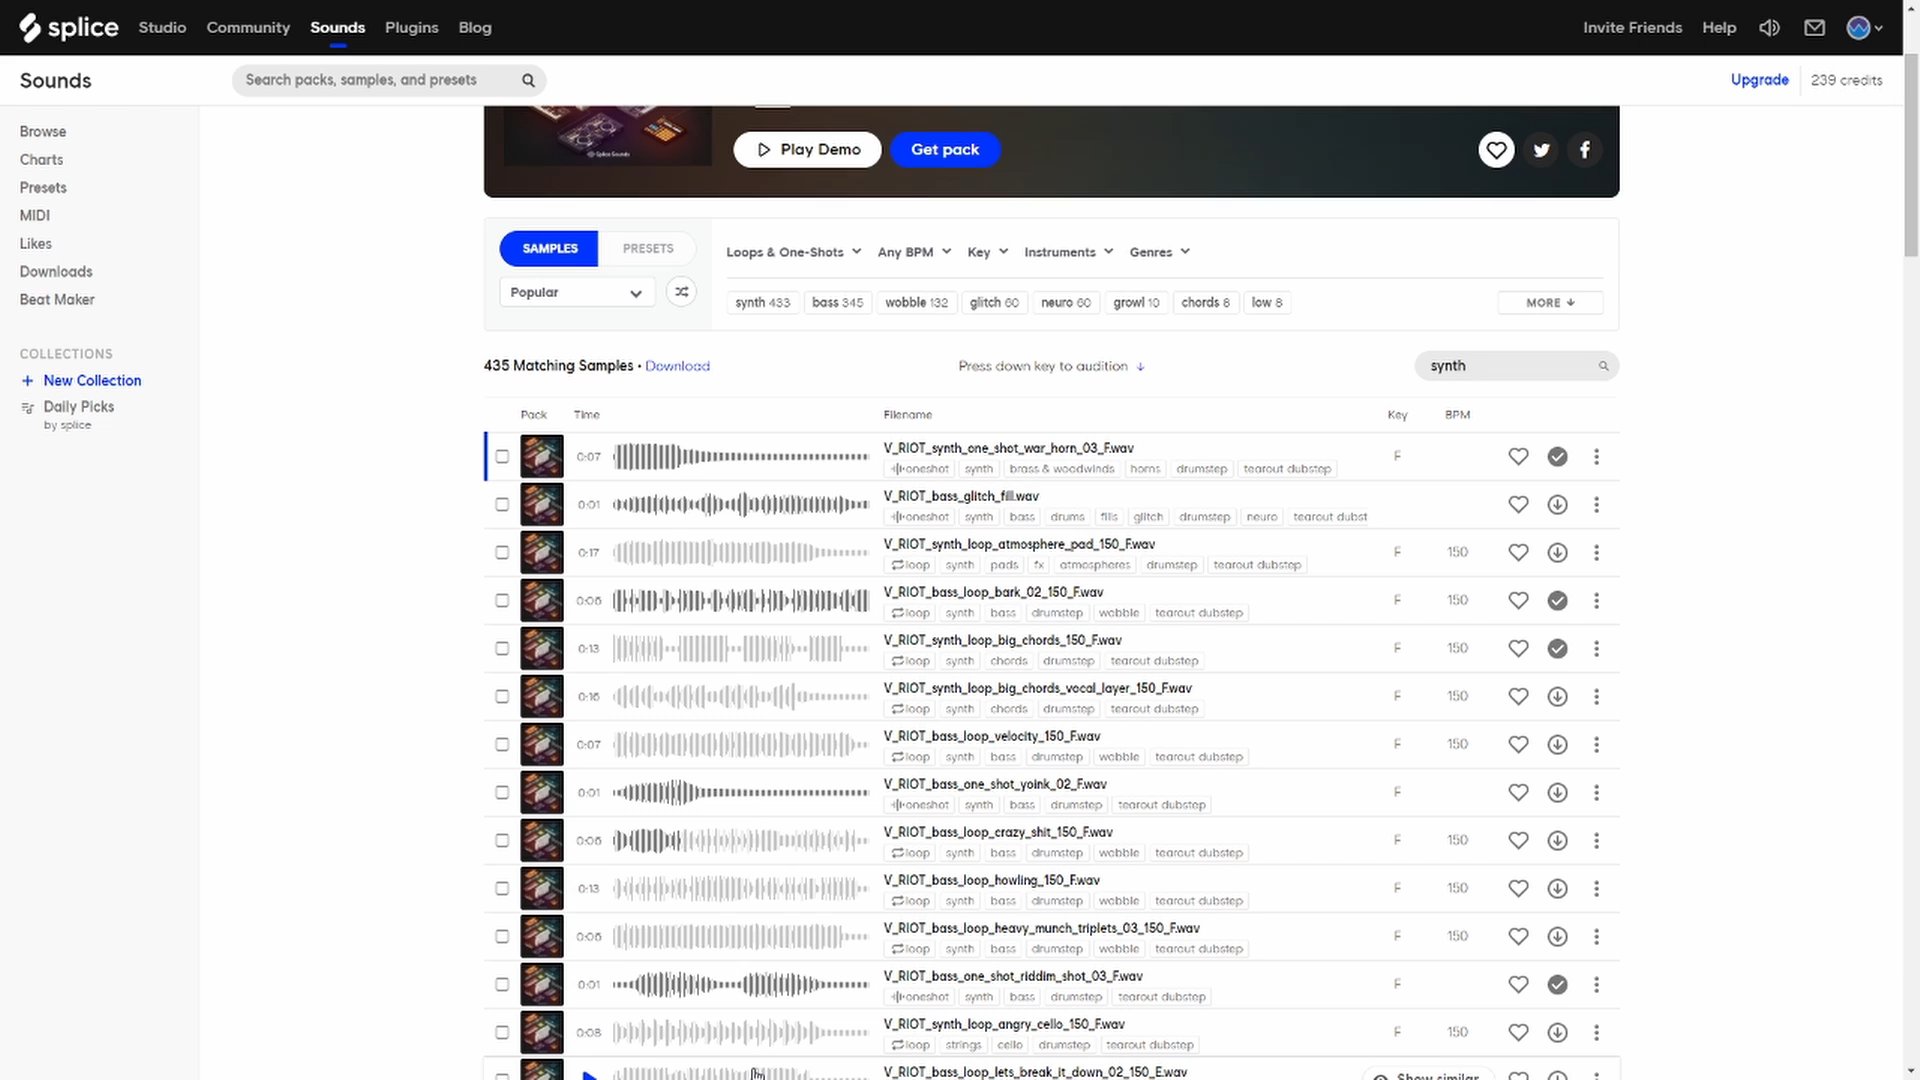 splice Studio Community Sounds Plugins Blog Invite Friends Help
Sounds Search packs, samples, and presets Upgrade 239 credits
Browse
Charts
Presets
MIDI
Likes
Downloads
Beat Maker
COLLECTIONS
+ New Collection
Daily Picks
by splice
Splice Sounds
Play Demo Get pack
SAMPLES PRESETS
Popular
Loops & One-Shots Any BPM Key Instruments Genres
synth 433 bass 345 wobble 132 glitch 60 neuro 60 growl 10 chords 8 low 8 MORE
435 Matching Samples • Download Press down key to audition ↓ synth
Pack Time Filename Key BPM
V_RIOT_synth_one_shot_war_horn_03_F.wav
0:07 F
oneshot synth brass & woodwinds horns drumstep tearout dubstep
V_RIOT_bass_glitch_fill.wav
0:01
oneshot synth bass drums fills glitch drumstep neuro tearout dubst
V_RIOT_synth_loop_atmosphere_pad_150_F.wav
0:17 F 150
loop synth pads fx atmospheres drumstep tearout dubstep
V_RIOT_bass_loop_bark_02_150_F.wav
0:06 F 150
loop synth bass drumstep wobble tearout dubstep
V_RIOT_synth_loop_big_chords_150_F.wav
0:13 F 150
loop synth chords drumstep tearout dubstep
V_RIOT_synth_loop_big_chords_vocal_layer_150_F.wav
0:16 F 150
loop synth chords drumstep tearout dubstep
V_RIOT_bass_loop_velocity_150_F.wav
0:07 F 150
loop synth bass drumstep wobble tearout dubstep
V_RIOT_bass_one_shot_yoink_02_F.wav
0:01 F
oneshot synth bass drumstep tearout dubstep
V_RIOT_bass_loop_crazy_shit_150_F.wav
0:06 F 150
loop synth bass drumstep wobble tearout dubstep
V_RIOT_bass_loop_howling_150_F.wav
0:13 F 150
loop synth bass drumstep wobble tearout dubstep
V_RIOT_bass_loop_heavy_munch_triplets_03_150_F.wav
0:06 F 150
loop synth bass drumstep wobble tearout dubstep
V_RIOT_bass_one_shot_riddim_shot_03_F.wav
0:01 F
oneshot synth bass drumstep tearout dubstep
V_RIOT_synth_loop_angry_cello_150_F.wav
0:08 F 150
loop strings cello drumstep tearout dubstep
V_RIOT_bass_loop_lets_break_it_down_02_150_E.wav
Show similar